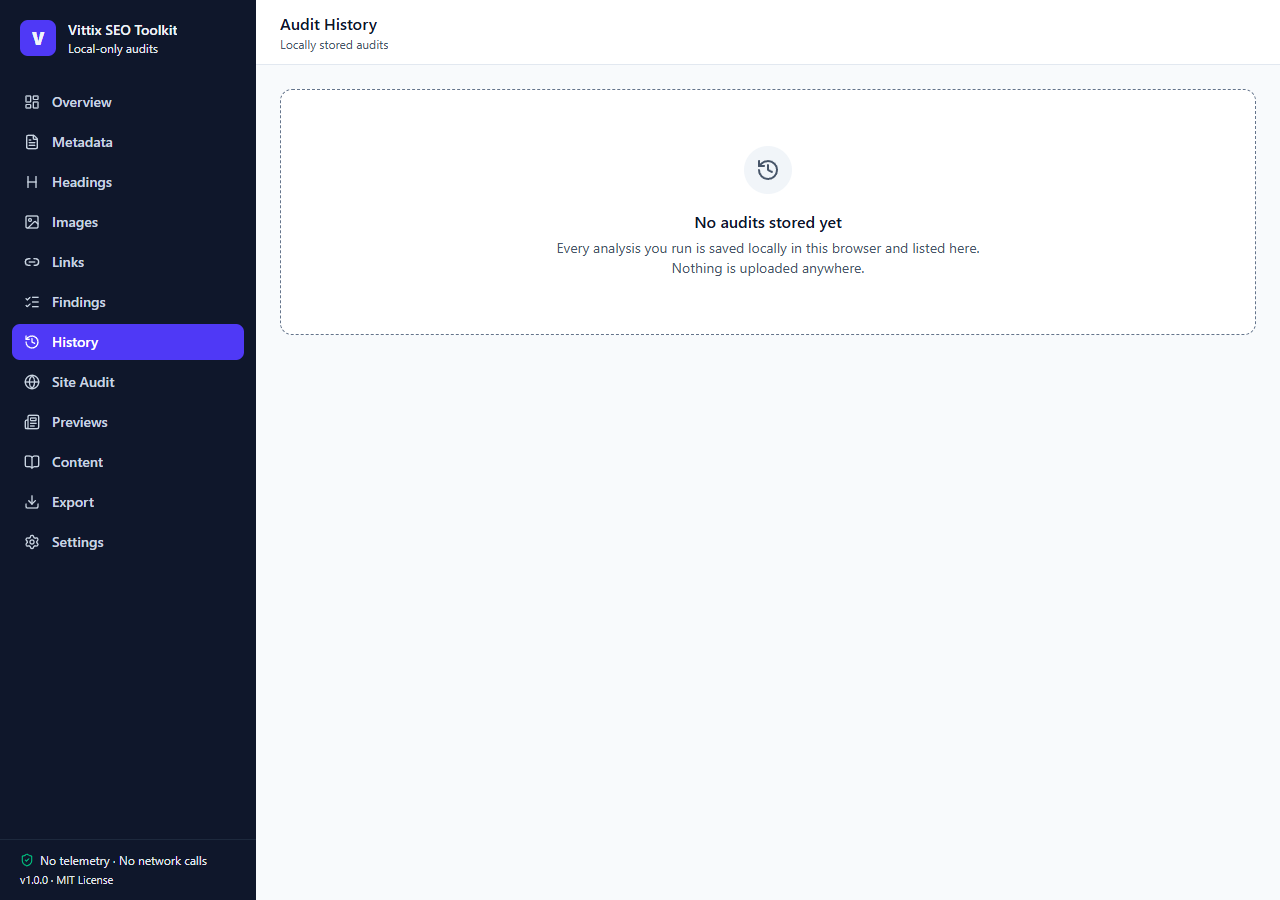 V
Vittix SEO Toolkit
Local-only audits
Overview
Metadata
Headings
Images
Links
Findings
History
Site Audit
Previews
Content
Export
Settings
No telemetry · No network calls
v1.0.0 · MIT License
Audit History
Locally stored audits
No audits stored yet
Every analysis you run is saved locally in this browser and listed here.
Nothing is uploaded anywhere.